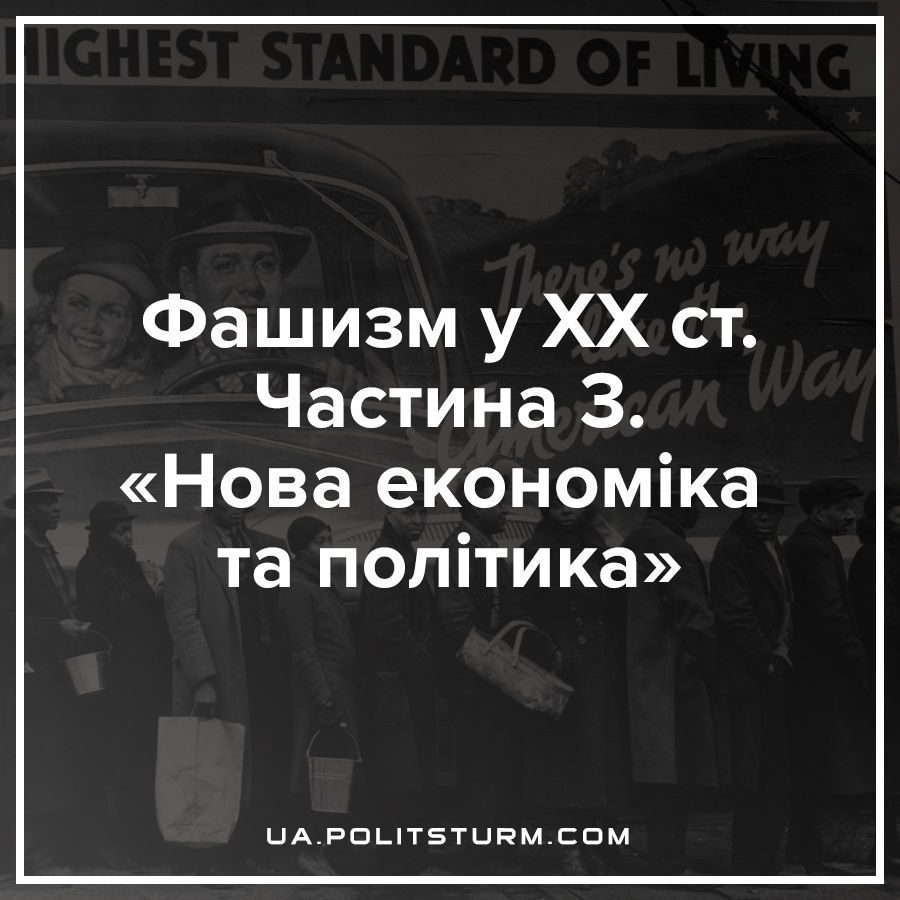 HIGHEST STANDARD OF LIVING
There's no way
like the
American Way
Фашизм у ХХ ст.
Частина 3.
«Нова економіка
та політика»
UA.POLITSTURM.COM